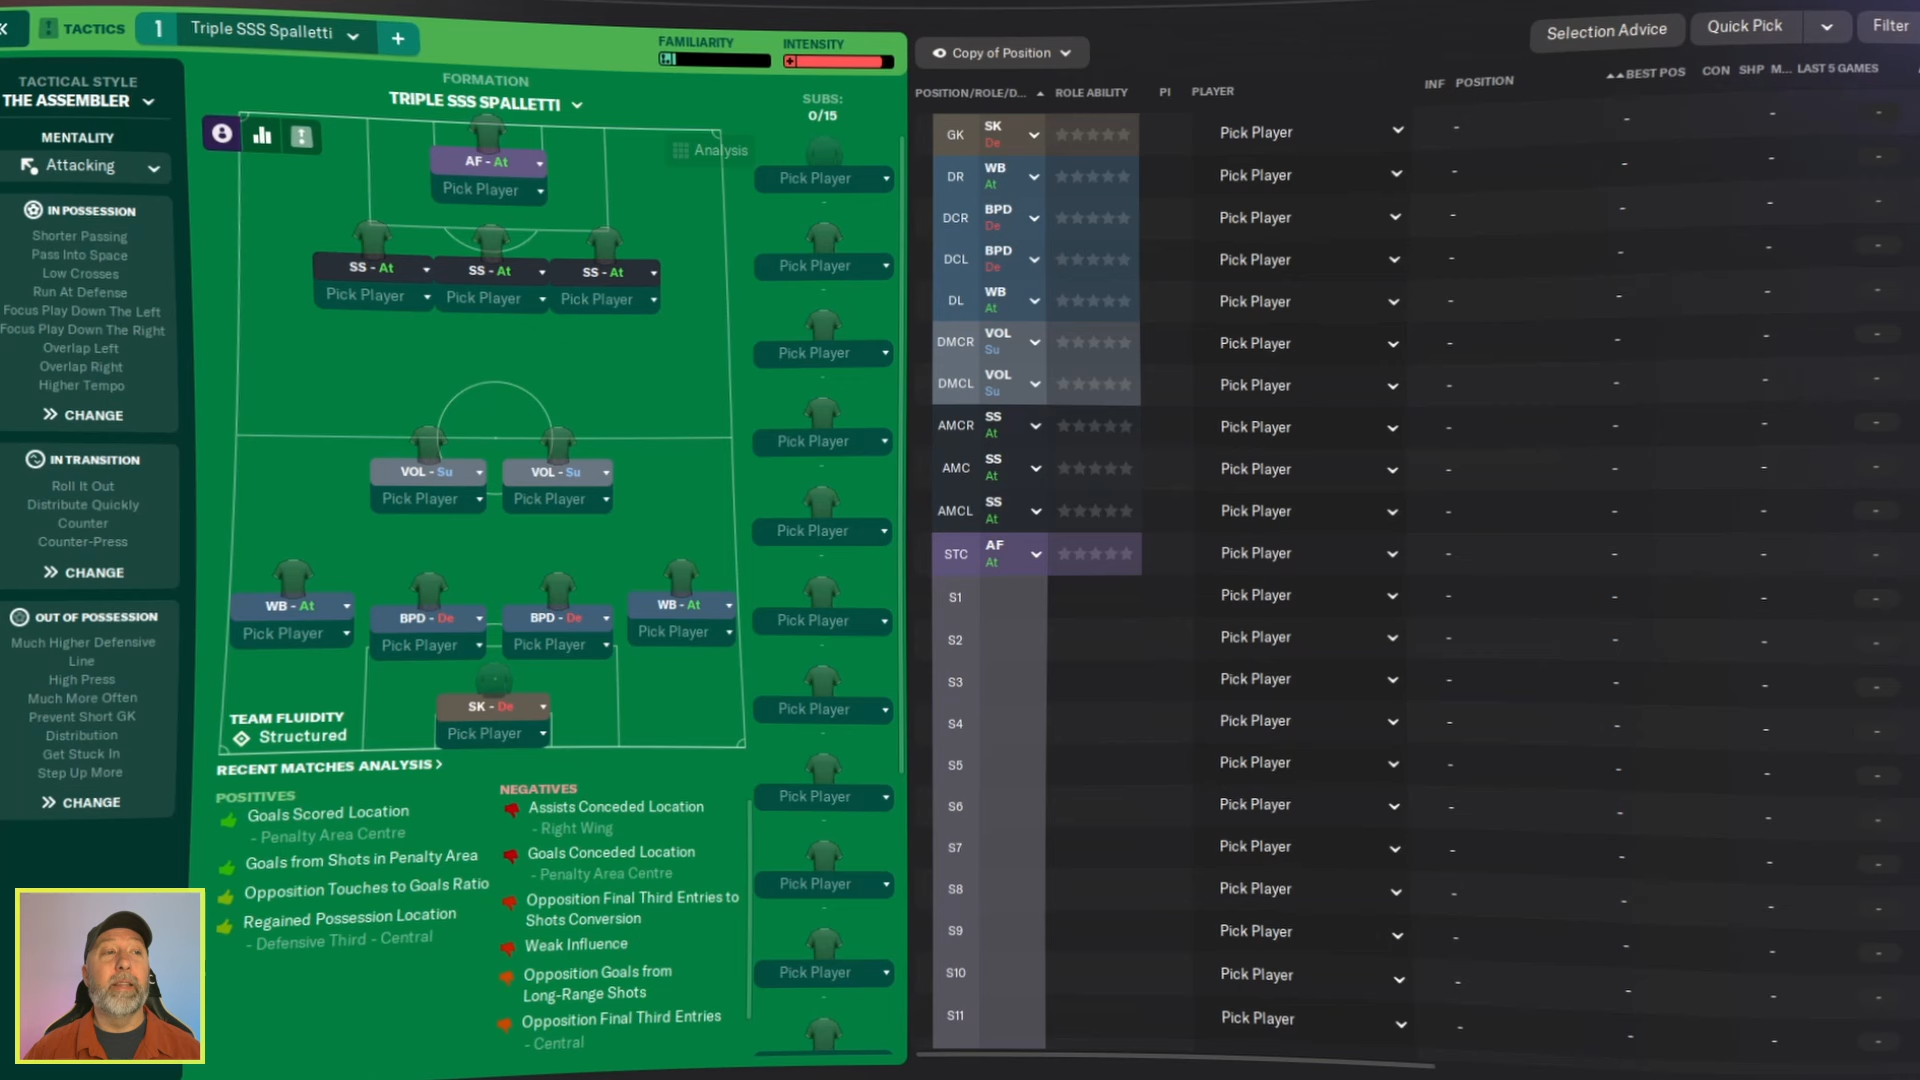 TACTICS
1
Triple SSS Spalletti
+
FAMILIARITY
INTENSITY
TACTICAL STYLE
THE ASSEMBLER
MENTALITY
Attacking
IN POSSESSION
Shorter Passing
Pass Into Space
Low Crosses
Run At Defense
Focus Play Down The Left
Focus Play Down The Right
Overlap Left
Overlap Right
Higher Tempo
CHANGE
IN TRANSITION
Roll It Out
Distribute Quickly
Counter
Counter-Press
CHANGE
OUT OF POSSESSION
Much Higher Defensive
Line
High Press
Much More Often
Prevent Short GK
Distribution
Get Stuck In
Step Up More
CHANGE
FORMATION
TRIPLE SSS SPALLETTI
SUBS:
0/15
Analysis
AF - At
Pick Player
SS - At
Pick Player
SS - At
Pick Player
SS - At
Pick Player
VOL - Su
Pick Player
VOL - Su
Pick Player
WB - At
Pick Player
BPD - De
Pick Player
BPD - De
Pick Player
WB - At
Pick Player
SK - De
Pick Player
TEAM FLUIDITY
Structured
Pick Player
Pick Player
Pick Player
Pick Player
Pick Player
Pick Player
Pick Player
Pick Player
Pick Player
Pick Player
RECENT MATCHES ANALYSIS >
POSITIVES
Goals Scored Location
- Penalty Area Centre
Goals from Shots in Penalty Area
Opposition Touches to Goals Ratio
Regained Possession Location
- Defensive Third - Central
NEGATIVES
Assists Conceded Location
- Right Wing
Goals Conceded Location
- Penalty Area Centre
Opposition Final Third Entries to
Shots Conversion
Weak Influence
Opposition Goals from
Long-Range Shots
Opposition Final Third Entries
- Central
Copy of Position
Selection Advice
Quick Pick
Filter
POSITION/ROLE/D... ROLE ABILITY PI PLAYER INF POSITION BEST POS CON SHP M... LAST 5 GAMES
GK SK De Pick Player - - - -
DR WB At Pick Player - - - -
DCR BPD De Pick Player - - - -
DCL BPD De Pick Player - - - -
DL WB At Pick Player - - - -
DMCR VOL Su Pick Player - - - -
DMCL VOL Su Pick Player - - - -
AMCR SS At Pick Player - - - -
AMC SS At Pick Player - - - -
AMCL SS At Pick Player - - - -
STC AF At Pick Player - - - -
S1 Pick Player - - - -
S2 Pick Player - - - -
S3 Pick Player - - - -
S4 Pick Player - - - -
S5 Pick Player - - - -
S6 Pick Player - - - -
S7 Pick Player - - - -
S8 Pick Player - - - -
S9 Pick Player - - - -
S10 Pick Player - - - -
S11 Pick Player - - - -